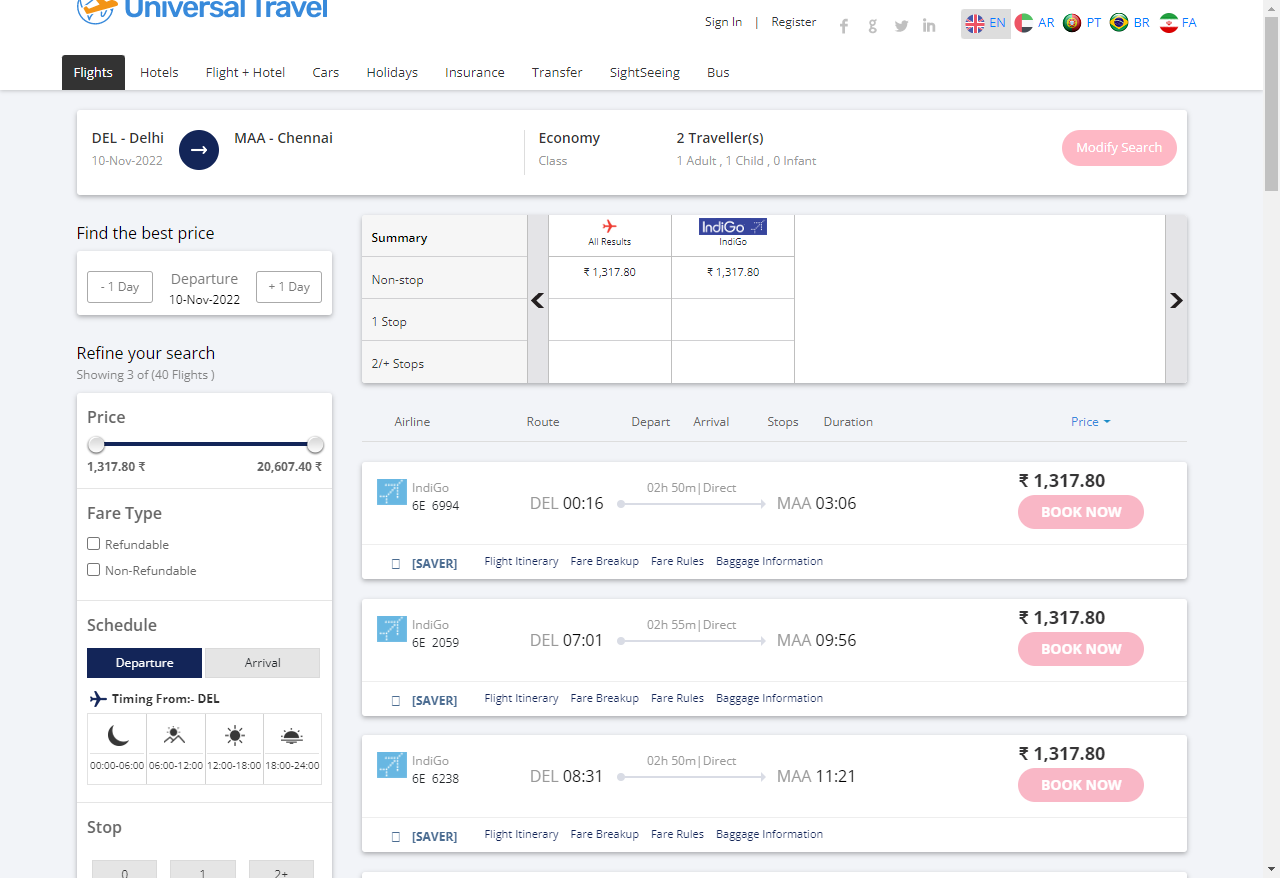 Universal Travel
Sign In | Register
EN AR PT BR FA
Flights Hotels Flight + Hotel Cars Holidays Insurance Transfer SightSeeing Bus
DEL - Delhi MAA - Chennai Economy 2 Traveller(s)
10-Nov-2022 Class 1 Adult , 1 Child , 0 Infant
Modify Search
Find the best price
- 1 Day Departure + 1 Day
10-Nov-2022
Refine your search
Showing 3 of (40 Flights )
Price
1,317.80 ₹ 20,607.40 ₹
Fare Type
Refundable
Non-Refundable
Schedule
Departure Arrival
Timing From:- DEL
00:00-06:00 06:00-12:00 12:00-18:00 18:00-24:00
Stop
0 1 2+
Summary All Results IndiGo IndiGo
Non-stop ₹ 1,317.80 ₹ 1,317.80
1 Stop
2/+ Stops
Airline Route Depart Arrival Stops Duration Price
IndiGo 02h 50m|Direct ₹ 1,317.80
6E 6994 DEL 00:16 MAA 03:06 BOOK NOW
[SAVER] Flight Itinerary Fare Breakup Fare Rules Baggage Information
IndiGo 02h 55m|Direct ₹ 1,317.80
6E 2059 DEL 07:01 MAA 09:56 BOOK NOW
[SAVER] Flight Itinerary Fare Breakup Fare Rules Baggage Information
IndiGo 02h 50m|Direct ₹ 1,317.80
6E 6238 DEL 08:31 MAA 11:21 BOOK NOW
[SAVER] Flight Itinerary Fare Breakup Fare Rules Baggage Information